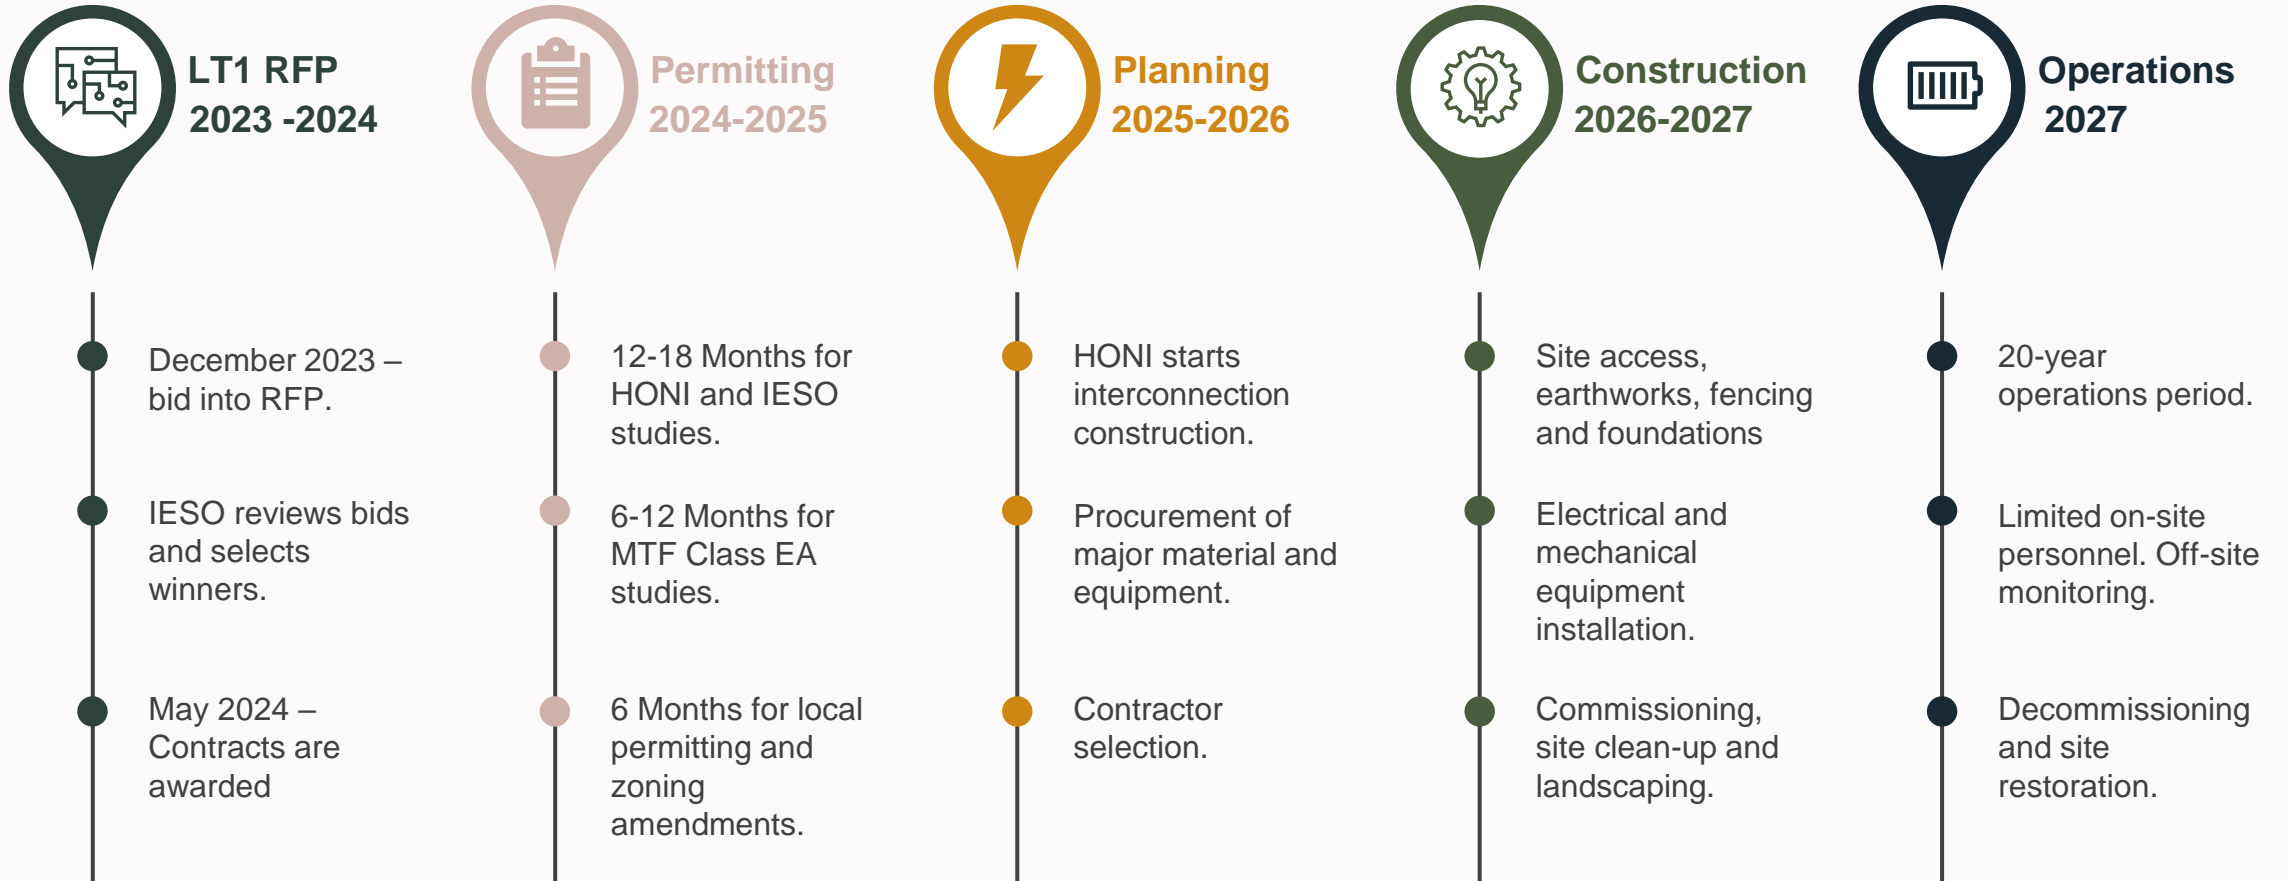 LT1 RFP
2023 -2024
December 2023 –
bid into RFP.
IESO reviews bids
and selects
winners.
May 2024 –
Contracts are
awarded
Permitting
2024-2025
12-18 Months for
HONI and IESO
studies.
6-12 Months for
MTF Class EA
studies.
6 Months for local
permitting and
zoning
amendments.
Planning
2025-2026
HONI starts
interconnection
construction.
Procurement of
major material and
equipment.
Contractor
selection.
Construction
2026-2027
Site access,
earthworks, fencing
and foundations
Electrical and
mechanical
equipment
installation.
Commissioning,
site clean-up and
landscaping.
Operations
2027
20-year
operations period.
Limited on-site
personnel. Off-site
monitoring.
Decommissioning
and site
restoration.